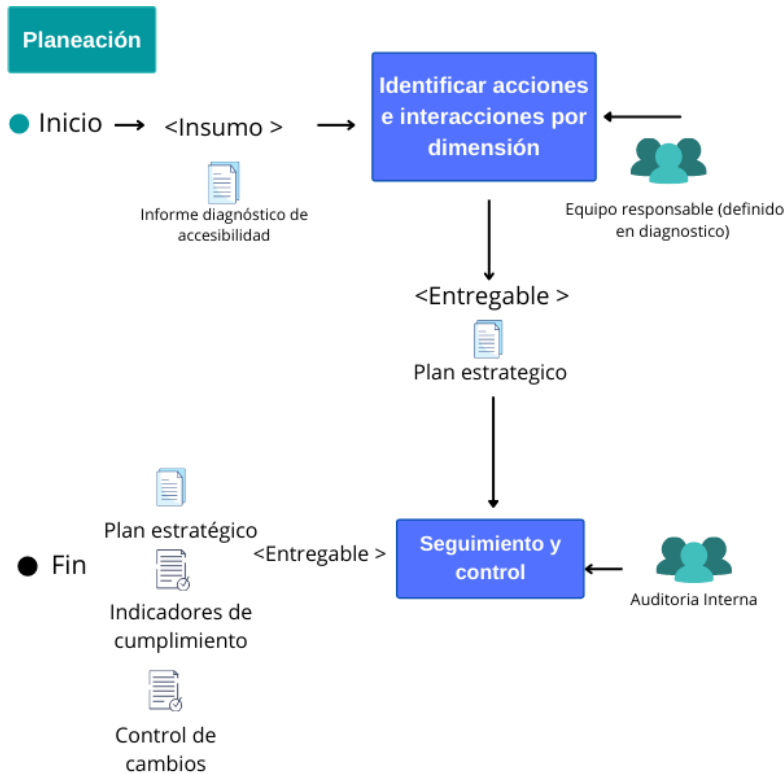 Planeación
Identificar acciones
e interacciones por
dimensión
Inicio
<Insumo >
Informe diagnóstico de
accesibilidad
Equipo responsable (definido
en diagnostico)
<Entregable >
Plan estrategico
Seguimiento y
control
Auditoria Interna
<Entregable >
Plan estratégico
Indicadores de
cumplimiento
Control de
cambios
Fin